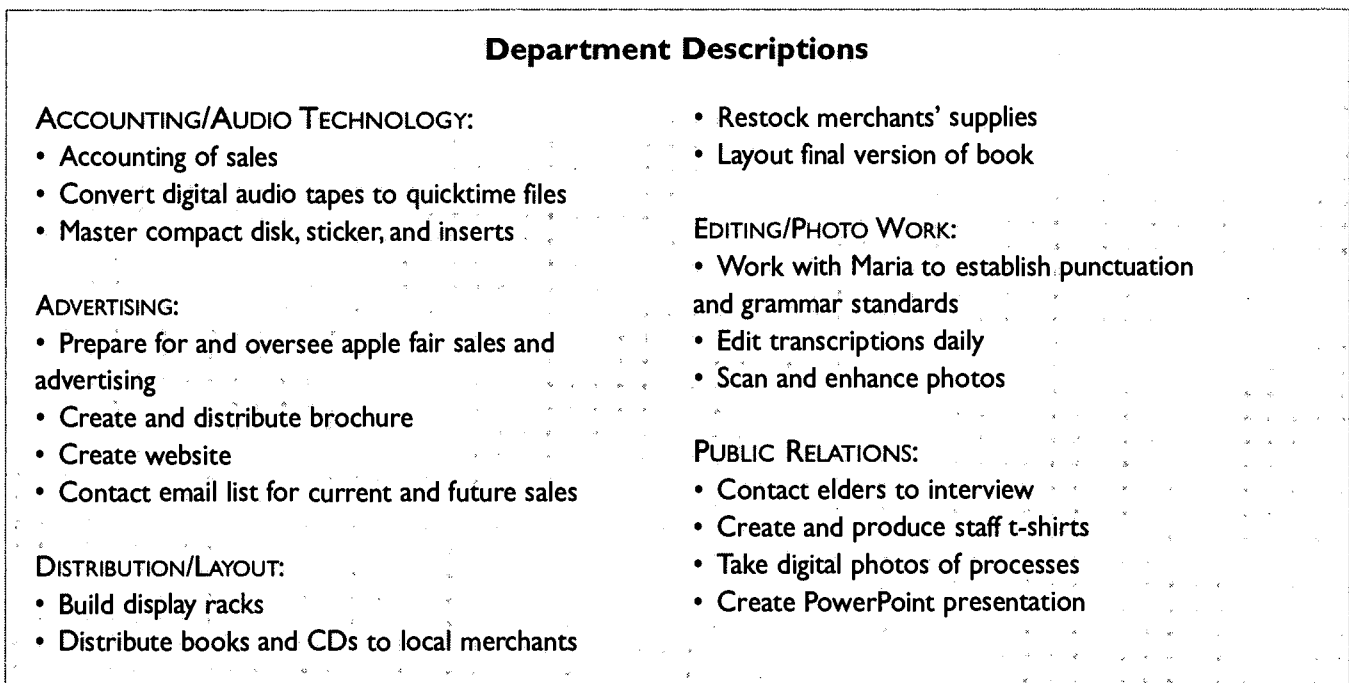 Department Descriptions
ACCOUNTING/AUDIO TECHNOLOGY:
• Accounting of sales
• Convert digital audio tapes to quicktime files
• Master compact disk, sticker, and inserts
ADVERTISING:
• Prepare for and oversee apple fair sales and
advertising
• Create and distribute brochure
• Create website
• Contact email list for current and future sales
DISTRIBUTION/LAYOUT:
• Build display racks
• Distribute books and CDs to local merchants
• Restock merchants' supplies
• Layout final version of book
EDITING/PHOTO WORK:
• Work with Maria to establish punctuation
and grammar standards
• Edit transcriptions daily
• Scan and enhance photos
PUBLIC RELATIONS:
• Contact elders to interview
• Create and produce staff t-shirts
• Take digital photos of processes
• Create PowerPoint presentation